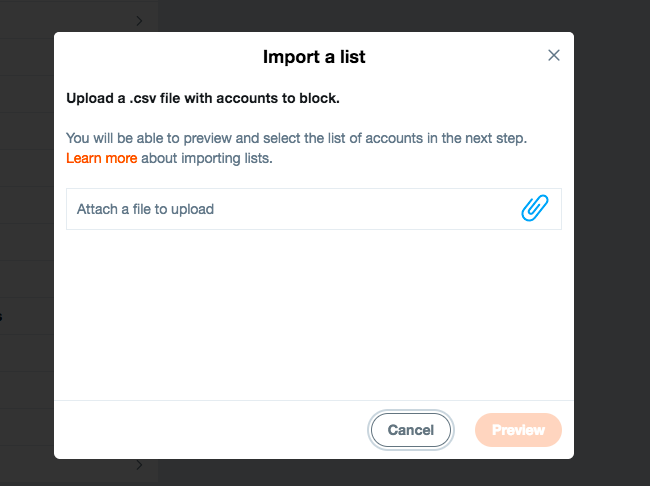 Import a list
Upload a .csv file with accounts to block.
You will be able to preview and select the list of accounts in the next step.
Learn more about importing lists.
Attach a file to upload
Cancel
Preview